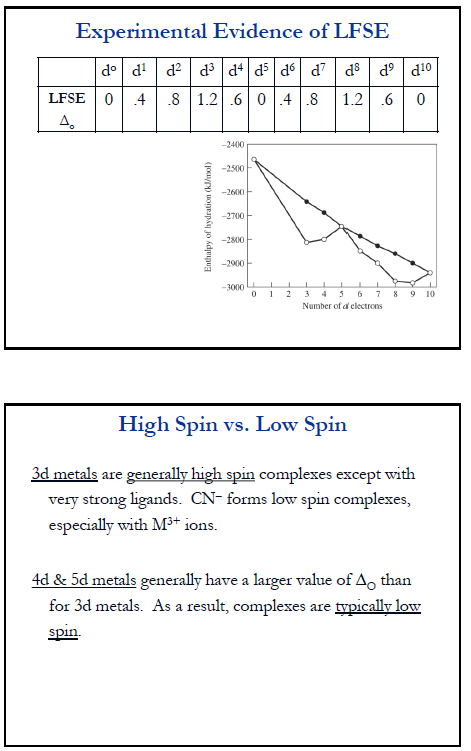 Experimental Evidence of LFSE
d⁰ d¹ d² d³ d⁴ d⁵ d⁶ d⁷ d⁸ d⁹ d¹⁰
LFSE 0 .4 .8 1.2 .6 0 .4 .8 1.2 .6 0
Δₒ
Enthalpy of hydration (kJ/mol)
−2400
−2500
−2600
−2700
−2800
−2900
−3000
0 1 2 3 4 5 6 7 8 9 10
Number of d electrons
High Spin vs. Low Spin
3d metals are generally high spin complexes except with
very strong ligands. CN⁻ forms low spin complexes,
especially with M³⁺ ions.
4d & 5d metals generally have a larger value of Δ₀ than
for 3d metals. As a result, complexes are typically low
spin.